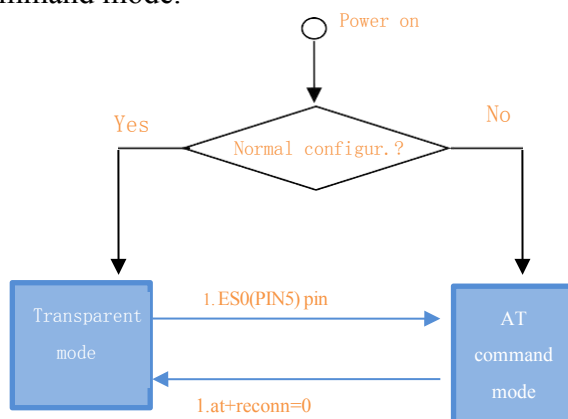 ommand mode.
Power on
Yes
No
Normal configur.?
1. ES0(PIN5) pin
Transparent
mode
AT
command
mode
1.at+reconn=0